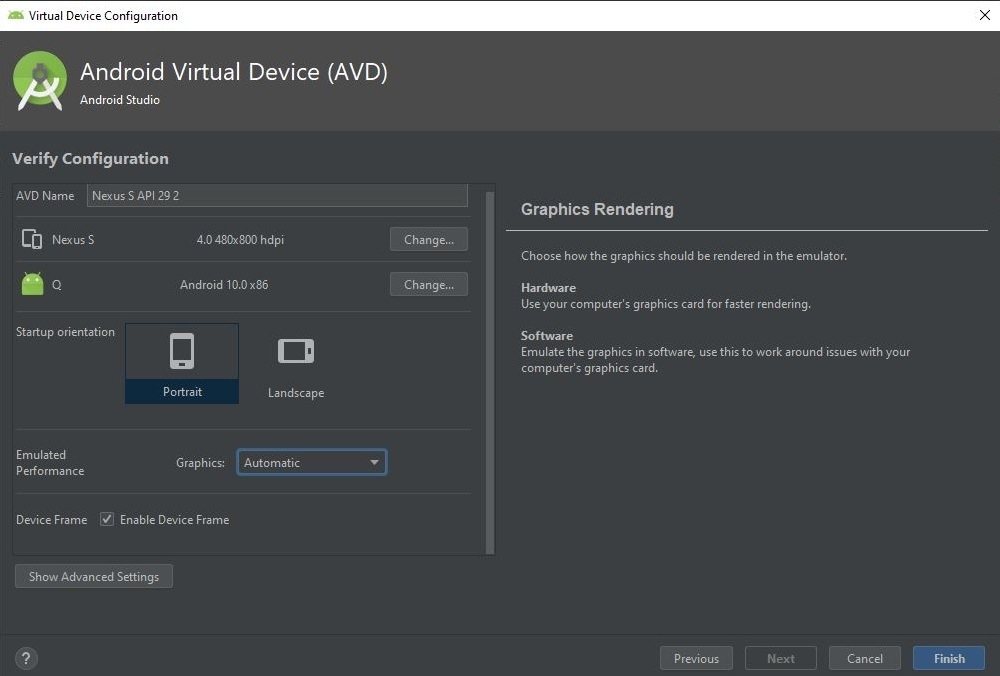 Virtual Device Configuration
Android Virtual Device (AVD)
Android Studio
Verify Configuration
AVD Name Nexus S API 29 2
Nexus S 4.0 480x800 hdpi Change...
Q Android 10.0 x86 Change...
Startup orientation
Portrait
Landscape
Emulated
Performance
Graphics: Automatic
Device Frame Enable Device Frame
Show Advanced Settings
Graphics Rendering
Choose how the graphics should be rendered in the emulator.
Hardware
Use your computer's graphics card for faster rendering.
Software
Emulate the graphics in software, use this to work around issues with your
computer's graphics card.
? Previous Next Cancel Finish